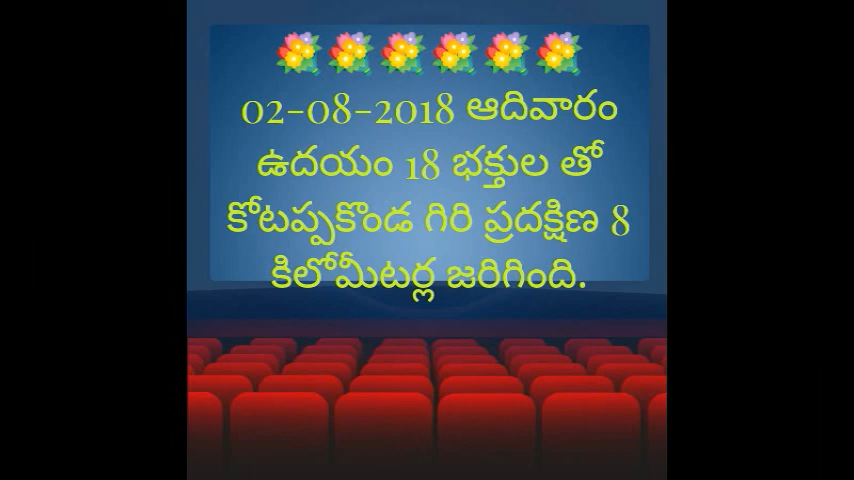 💐💐💐💐💐💐
02-08-2018 ఆదివారం
ఉదయం 18 భక్తుల తో
కోటప్పకొండ గిరి ప్రదక్షిణ 8
కిలోమీటర్ల జరిగింది.